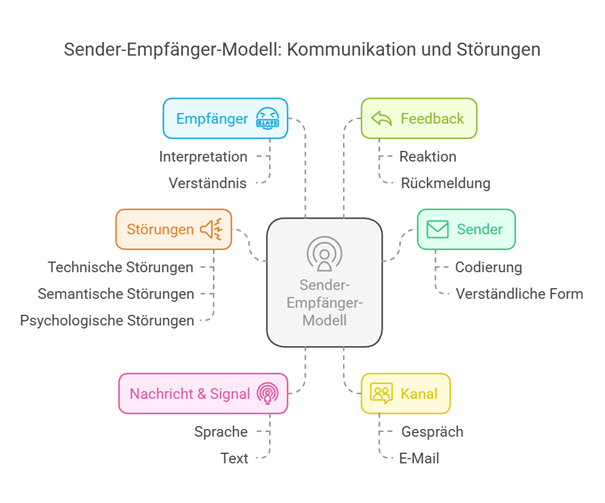 Sender-Empfänger-Modell: Kommunikation und Störungen
Empfänger
Interpretation
Verständnis
Feedback
Reaktion
Rückmeldung
Störungen
Technische Störungen
Semantische Störungen
Psychologische Störungen
Sender-
Empfänger-
Modell
Sender
Codierung
Verständliche Form
Nachricht & Signal
Sprache
Text
Kanal
Gespräch
E-Mail